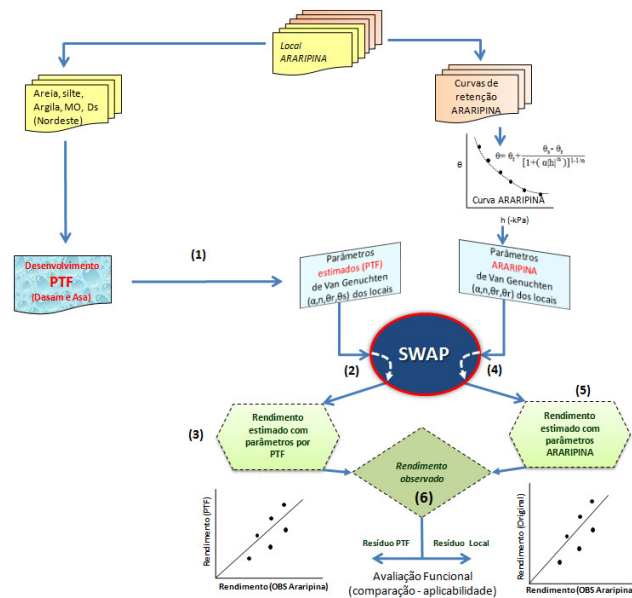 Local
ARARIPINA
Areia, silte,
Argila, MO, Ds
(Nordeste)
Curvas de
retenção
ARARIPINA
θ
θ= θr+ θs - θr / [1+( α|h|ⁿ)]1-1/n
Curva ARARIPINA
h (-kPa)
Desenvolvimento
PTF
(Dasam e Asa)
(1)
Parâmetros
estimados (PTF)
de Van Genuchten
(α,n,θr,θs) dos locais
Parâmetros
ARARIPINA
de Van Genuchten
(α,n,θr,θr) dos locais
SWAP
(2)
(4)
(5)
(3)
Rendimento
estimado com
parâmetros por
PTF
Rendimento
estimado com
parâmetros
ARARIPINA
Rendimento
observado
(6)
Rendimento (PTF)
Rendimento (OBS Araripina)
Resíduo PTF
Resíduo Local
Avaliação Funcional
(comparação - aplicabilidade)
Rendimento (Original)
Rendimento (OBS Araripina)